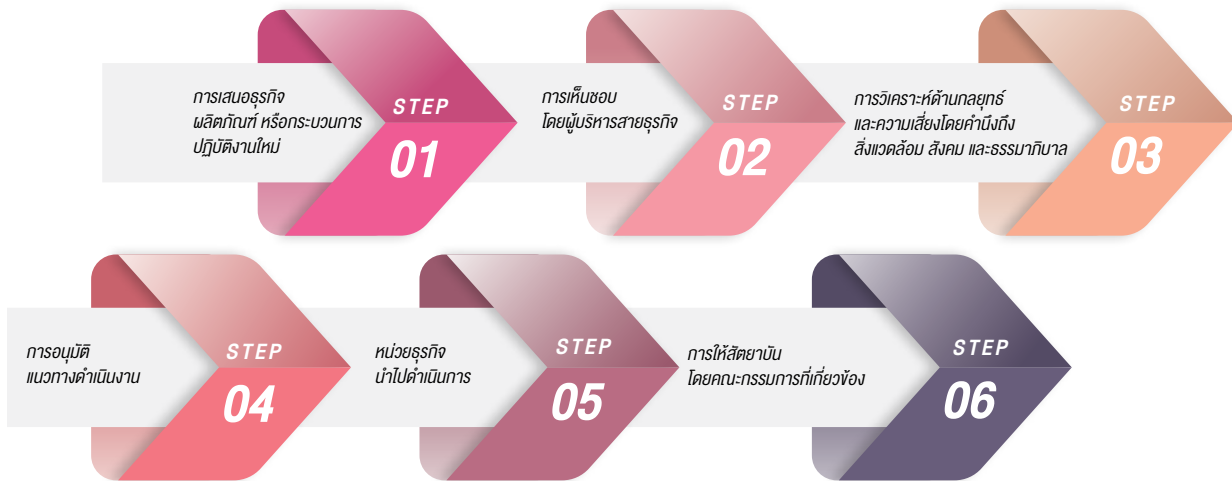 การเสนอธุรกิจ
ผลิตภัณฑ์ หรือกระบวนการ
ปฏิบัติงานใหม่
STEP
01
การเห็นชอบ
โดยผู้บริหารสายธุรกิจ
STEP
02
การวิเคราะห์ด้านกลยุทธ์
และความเสี่ยงโดยคำนึงถึง
สิ่งแวดล้อม สังคม และธรรมาภิบาล
STEP
03
การอนุมัติ
แนวทางดำเนินงาน
STEP
04
หน่วยธุรกิจ
นำไปดำเนินการ
STEP
05
การให้สัตยาบัน
โดยคณะกรรมการที่เกี่ยวข้อง
STEP
06